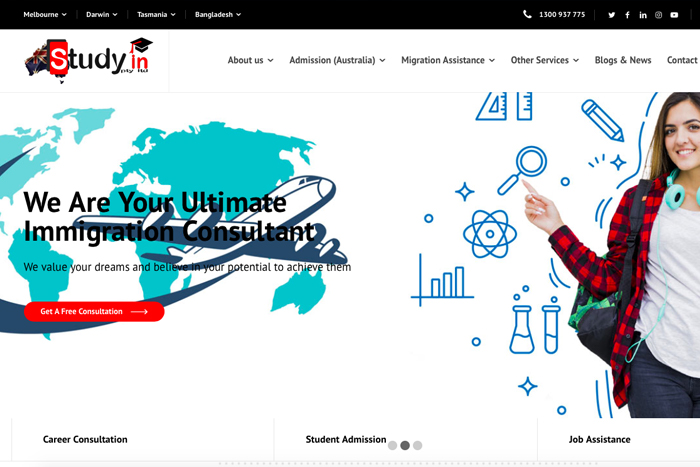 Melbourne
Darwin
Tasmania
Bangladesh
1300 937 775
Study in
pty ltd
About us
Admission (Australia)
Migration Assistance
Other Services
Blogs & News
Contact
We Are Your Ultimate
Immigration Consultant
We value your dreams and believe in your potential to achieve them
Get A Free Consultation
Career Consultation
Student Admission
Job Assistance